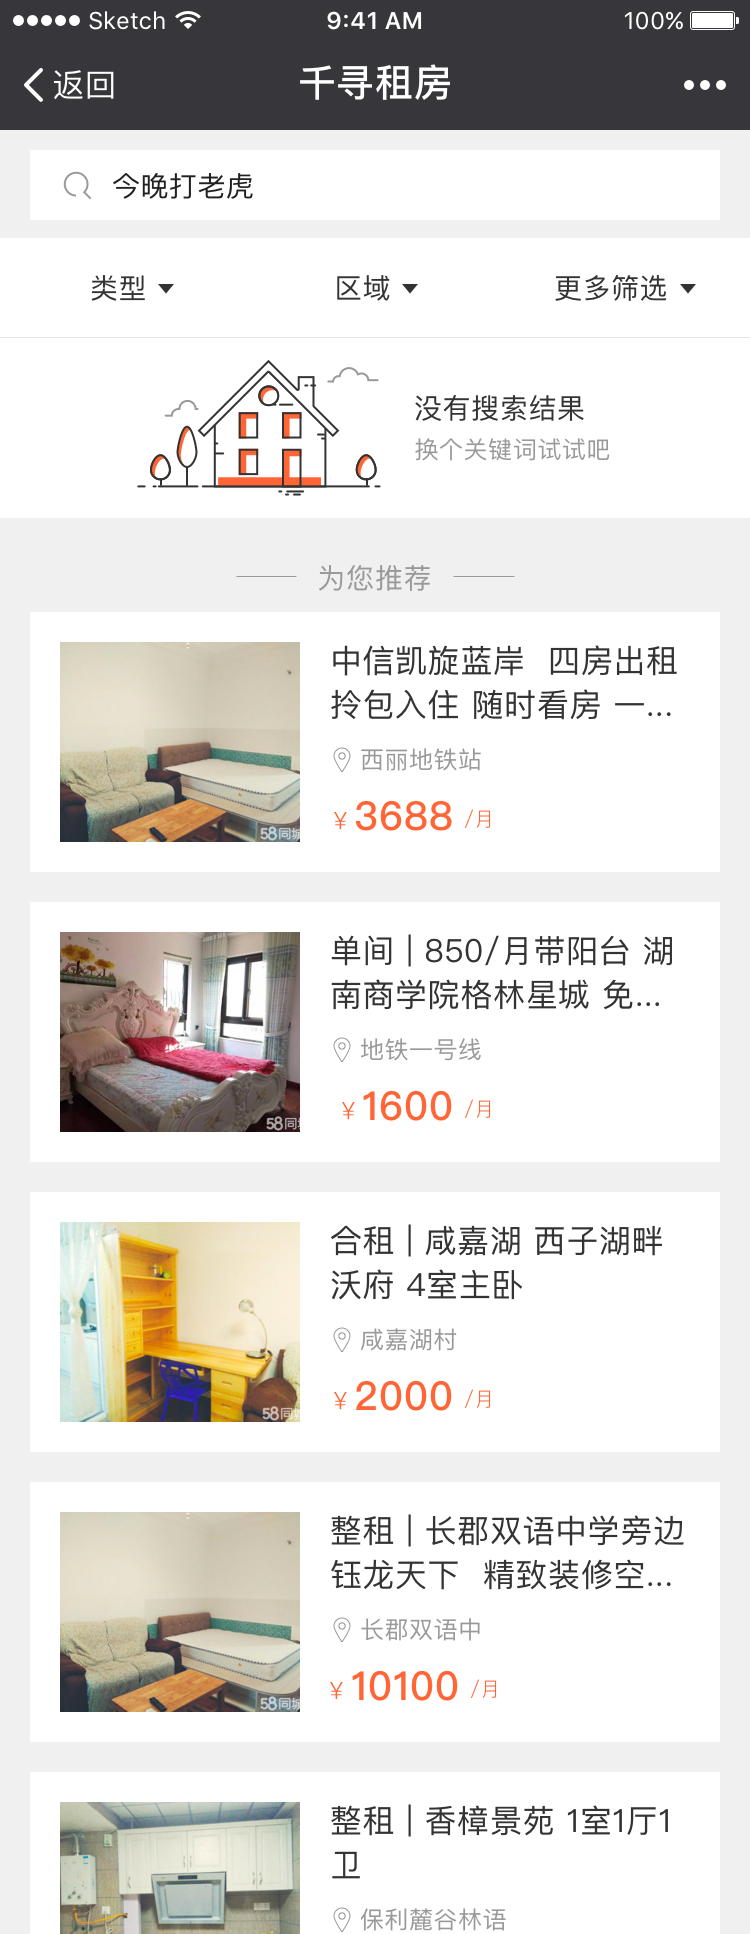 Sketch 9:41 AM 100%
返回 千寻租房
今晚打老虎
类型 区域 更多筛选
没有搜索结果
换个关键词试试吧
为您推荐
中信凯旋蓝岸 四房出租
拎包入住 随时看房 一...
西丽地铁站
¥ 3688 /月
58同城
单间 | 850/月带阳台 湖
南商学院格林星城 免...
地铁一号线
¥ 1600 /月
58同城
合租 | 咸嘉湖 西子湖畔
沃府 4室主卧
咸嘉湖村
¥ 2000 /月
58同城
整租 | 长郡双语中学旁边
钰龙天下 精致装修空...
长郡双语中
¥ 10100 /月
58同城
整租 | 香樟景苑 1室1厅1
卫
保利麓谷林语